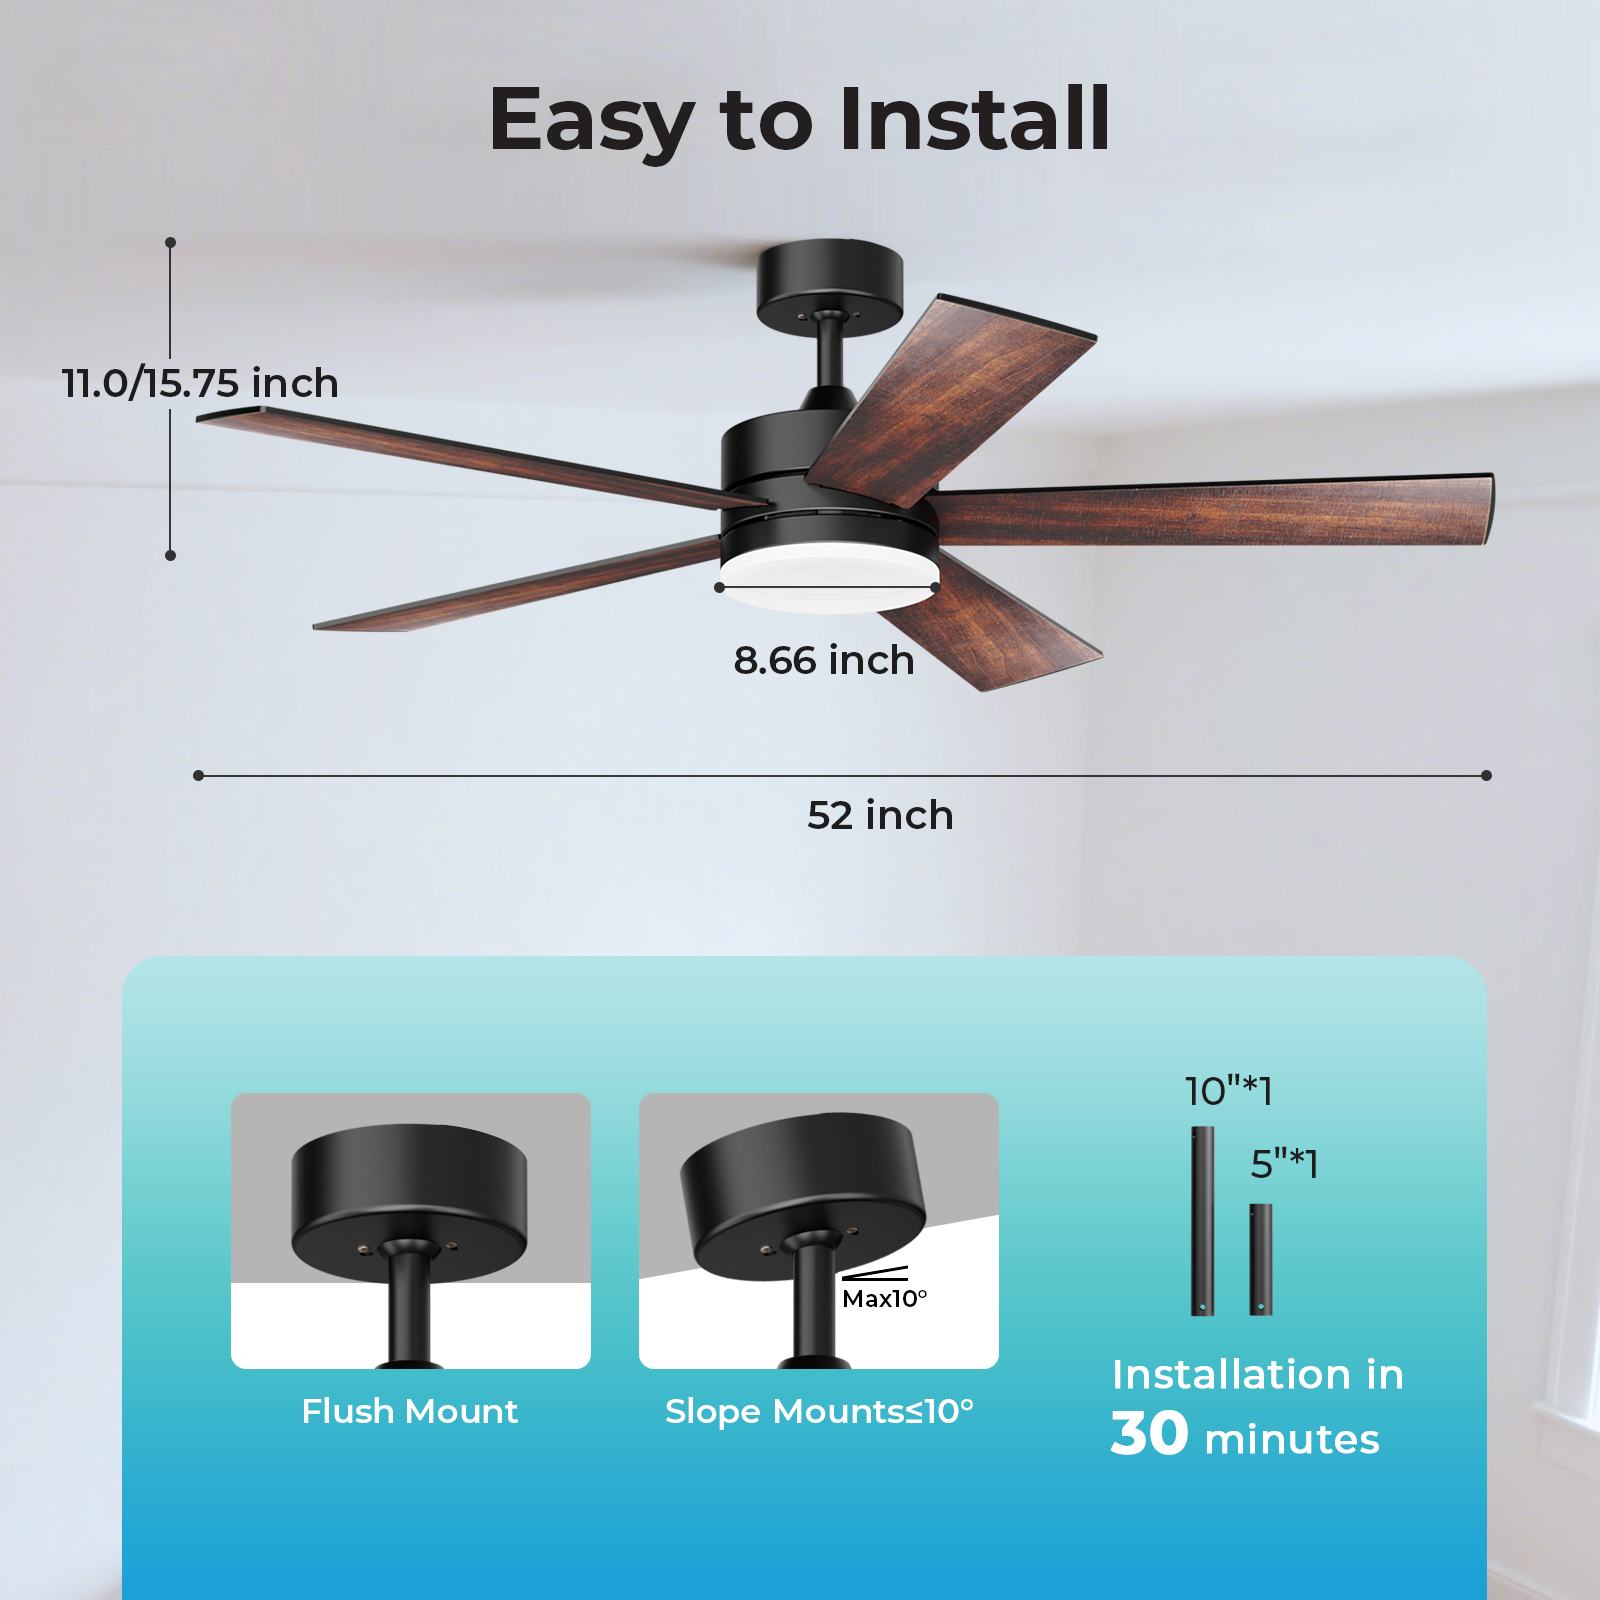 Easy to Install
11.0/15.75 inch
8.66 inch
52 inch
10"*1
5"*1
Max10°
Flush Mount
Slope Mounts≤10°
Installation in
30 minutes